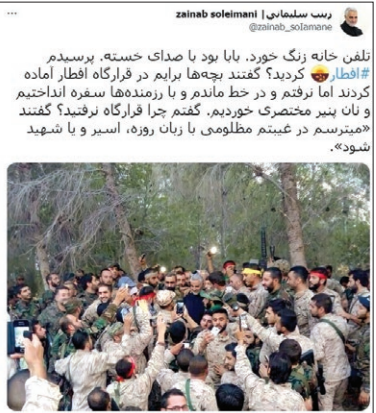 زينب سليماني| zainab soleimani
@zainab_solamane
تلفن خانه زنگ خورد. بابا بود با صدای خسته. پرسیدم
#افطار کردید؟ گفتند بچه‌ها برایم در قرارگاه افطار آماده
کردند اما نرفتم و در خط ماندم و با رزمنده‌ها سفره انداختیم
و نان پنیر مختصری خوردیم. گفتم چرا قرارگاه نرفتید؟ گفتند
«میترسم در غیبتم مظلومی با زبان روزه، اسیر و یا شهید
شود».